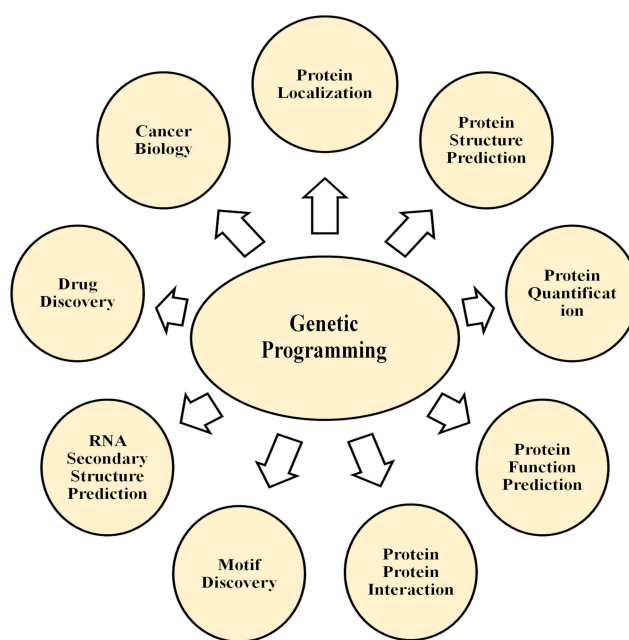 Protein
Localization
Cancer
Biology
Protein
Structure
Prediction
Drug
Discovery
Protein
Quantificat
ion
Genetic
Programming
RNA
Secondary
Structure
Prediction
Protein
Function
Prediction
Motif
Discovery
Protein
Protein
Interaction